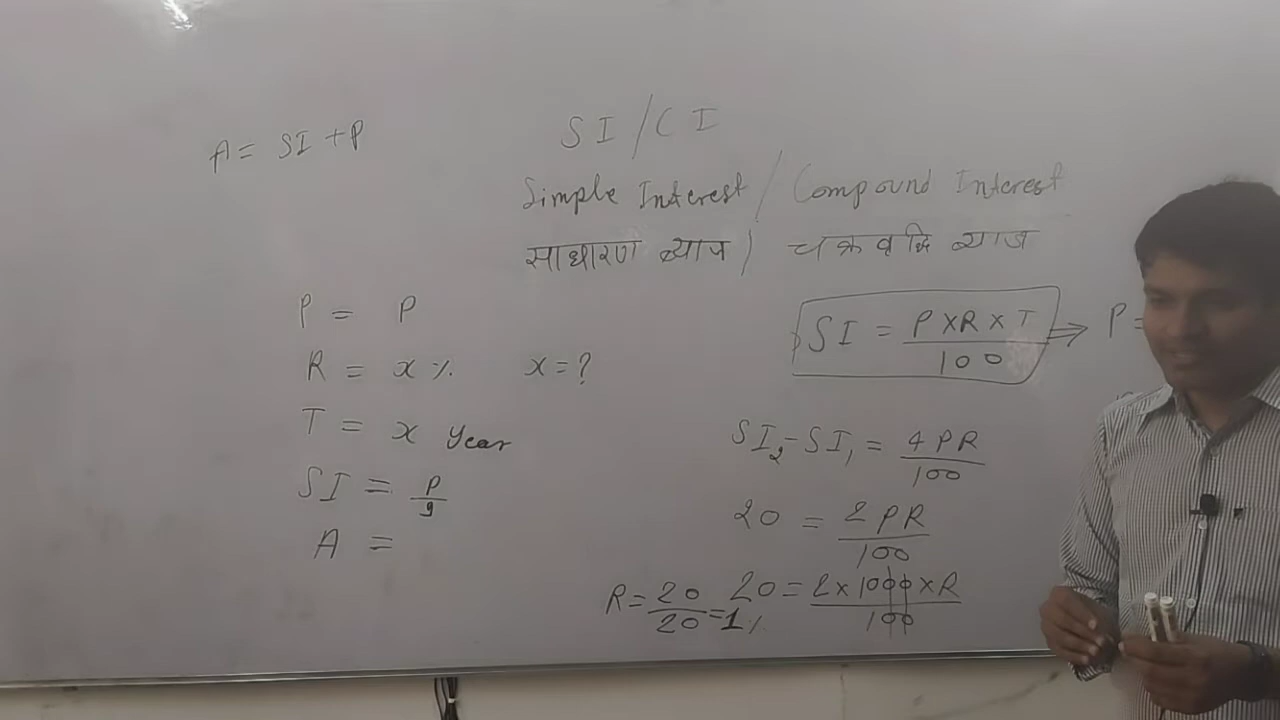 A = SI + P
SI / CI
Simple Interest / Compound Interest
साधारण ब्याज / चक्रवृद्धि ब्याज
P = P
R = x % x = ?
T = x Year
SI = P/9
A =
SI = P × R × T / 100 ⇒ P =
SI₂ - SI₁ = 4PR / 100
20 = 2PR / 100
20 = 2 × 1000 × R / 100
R = 20 / 20 = 1%